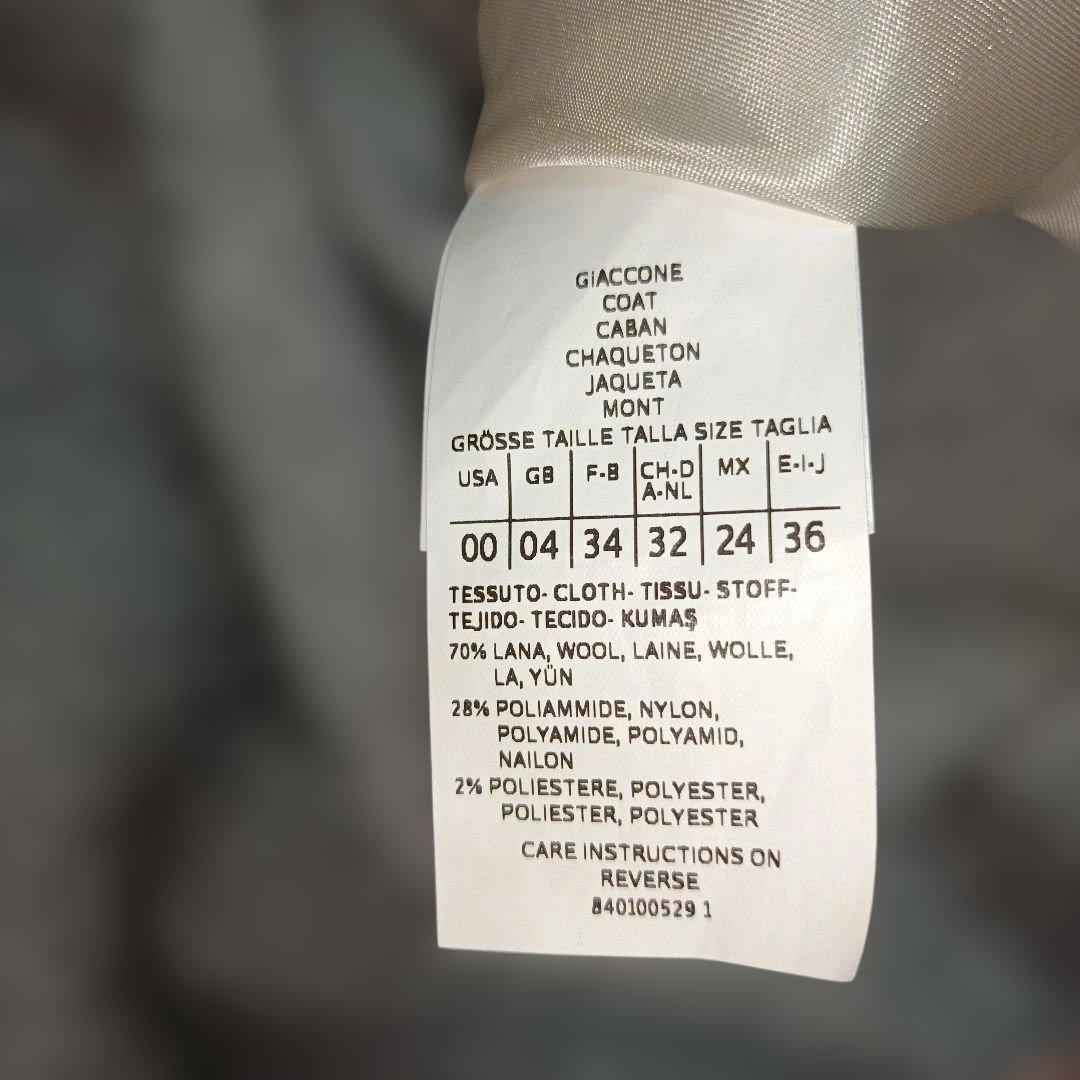 GIACCONE
COAT
CABAN
CHAQUETON
JAQUETA
MONT
GRÖSSE TAILLE TALLA SIZE TAGLIA
USA GB F-B CH-D A-NL MX E-I-J
00 04 34 32 24 36
TESSUTO- CLOTH- TISSU- STOFF-
TEJIDO- TECIDO- KUMAŞ
70% LANA, WOOL, LAINE, WOLLE,
LA, YÜN
28% POLIAMMIDE, NYLON,
POLYAMIDE, POLYAMID,
NAILON
2% POLIESTERE, POLYESTER,
POLIESTER, POLYESTER
CARE INSTRUCTIONS ON
REVERSE
840100529 1